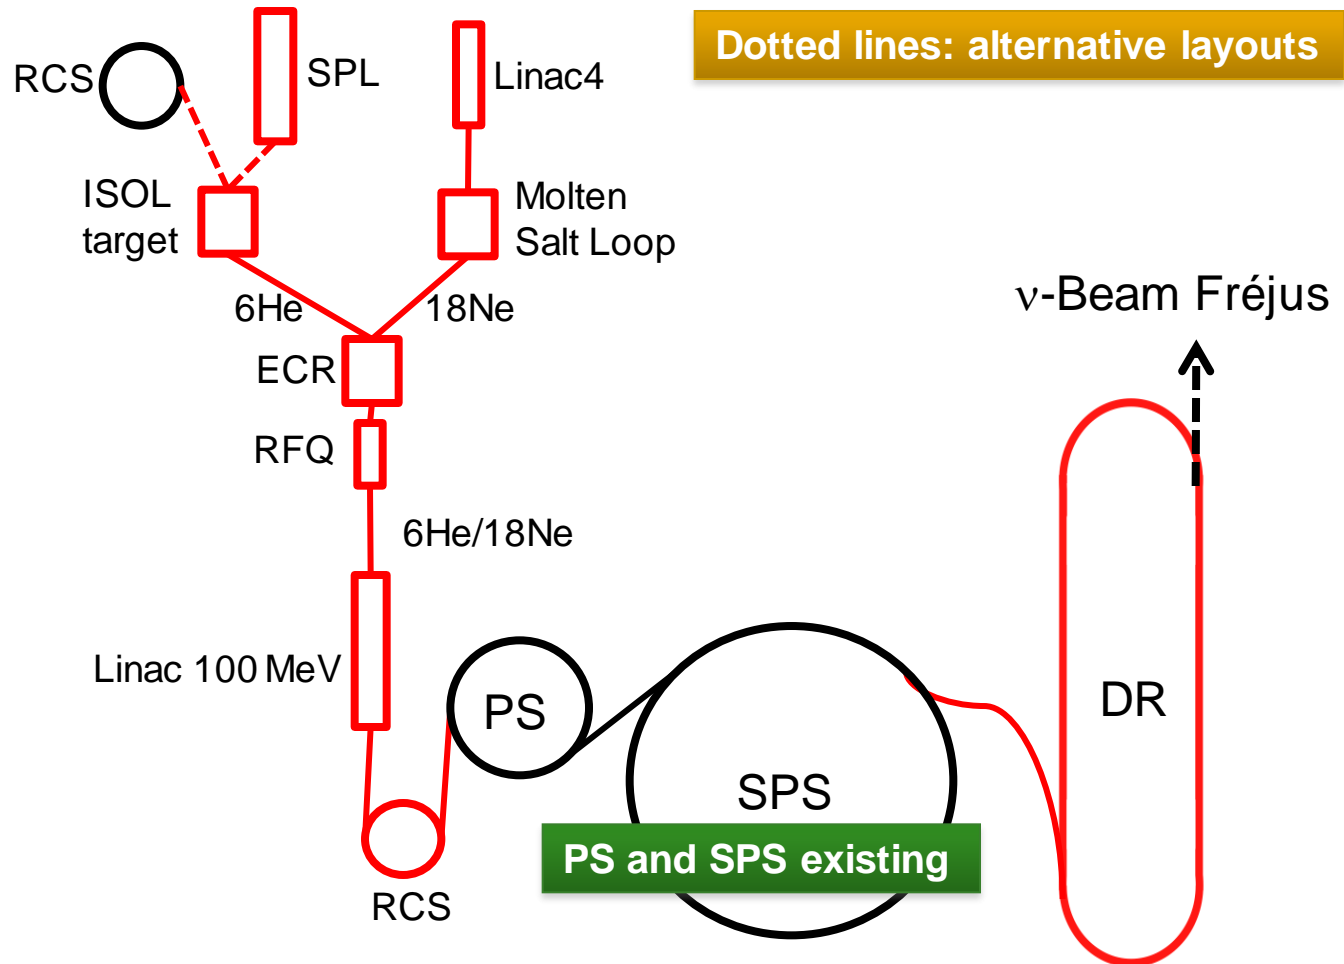 Dotted lines: alternative layouts
RCS
SPL
Linac4
ISOL
target
Molten
Salt Loop
6He
18Ne
ν-Beam Fréjus
ECR
RFQ
6He/18Ne
Linac 100 MeV
PS
DR
SPS
PS and SPS existing
RCS